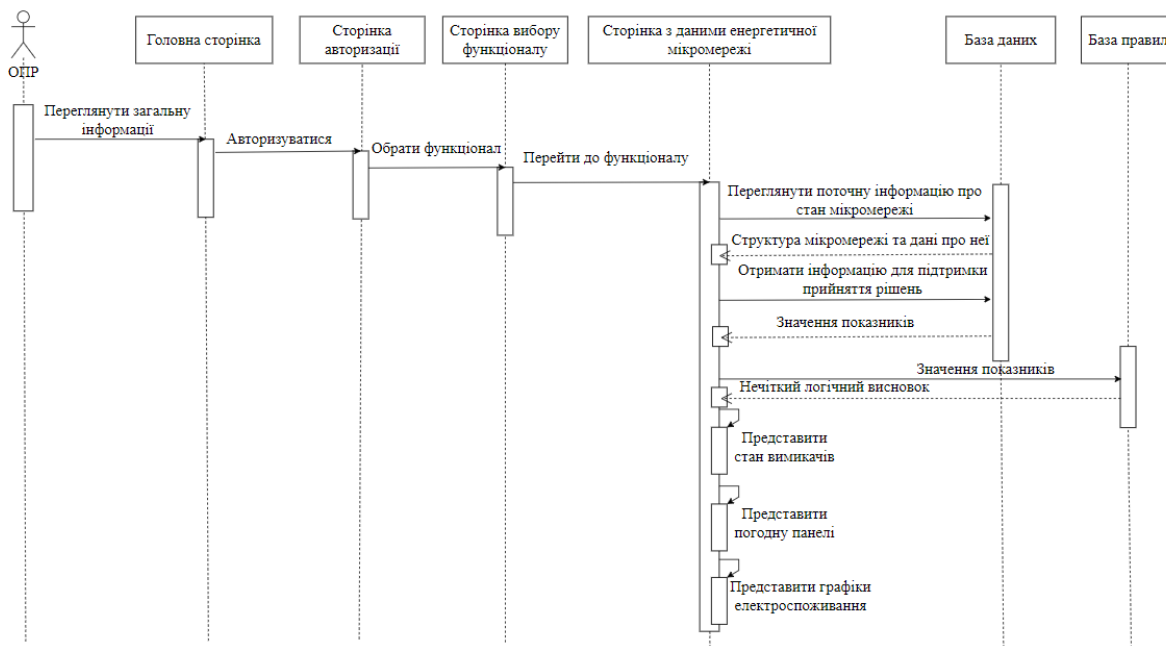 ОПР
Головна сторінка
Сторінка
авторизації
Сторінка вибору
функціоналу
Сторінка з даними енергетичної
мікромережі
База даних
База правил
Переглянути загальну
інформації
Авторизуватися
Обрати функціонал
Перейти до функціоналу
Переглянути поточну інформацію про
стан мікромережі
Структура мікромережі та дані про неї
Отримати інформацію для підтримки
прийняття рішень
Значення показників
Значення показників
Нечіткий логічний висновок
Представити
стан вимикачів
Представити
погодну панелі
Представити графіки
електроспоживання